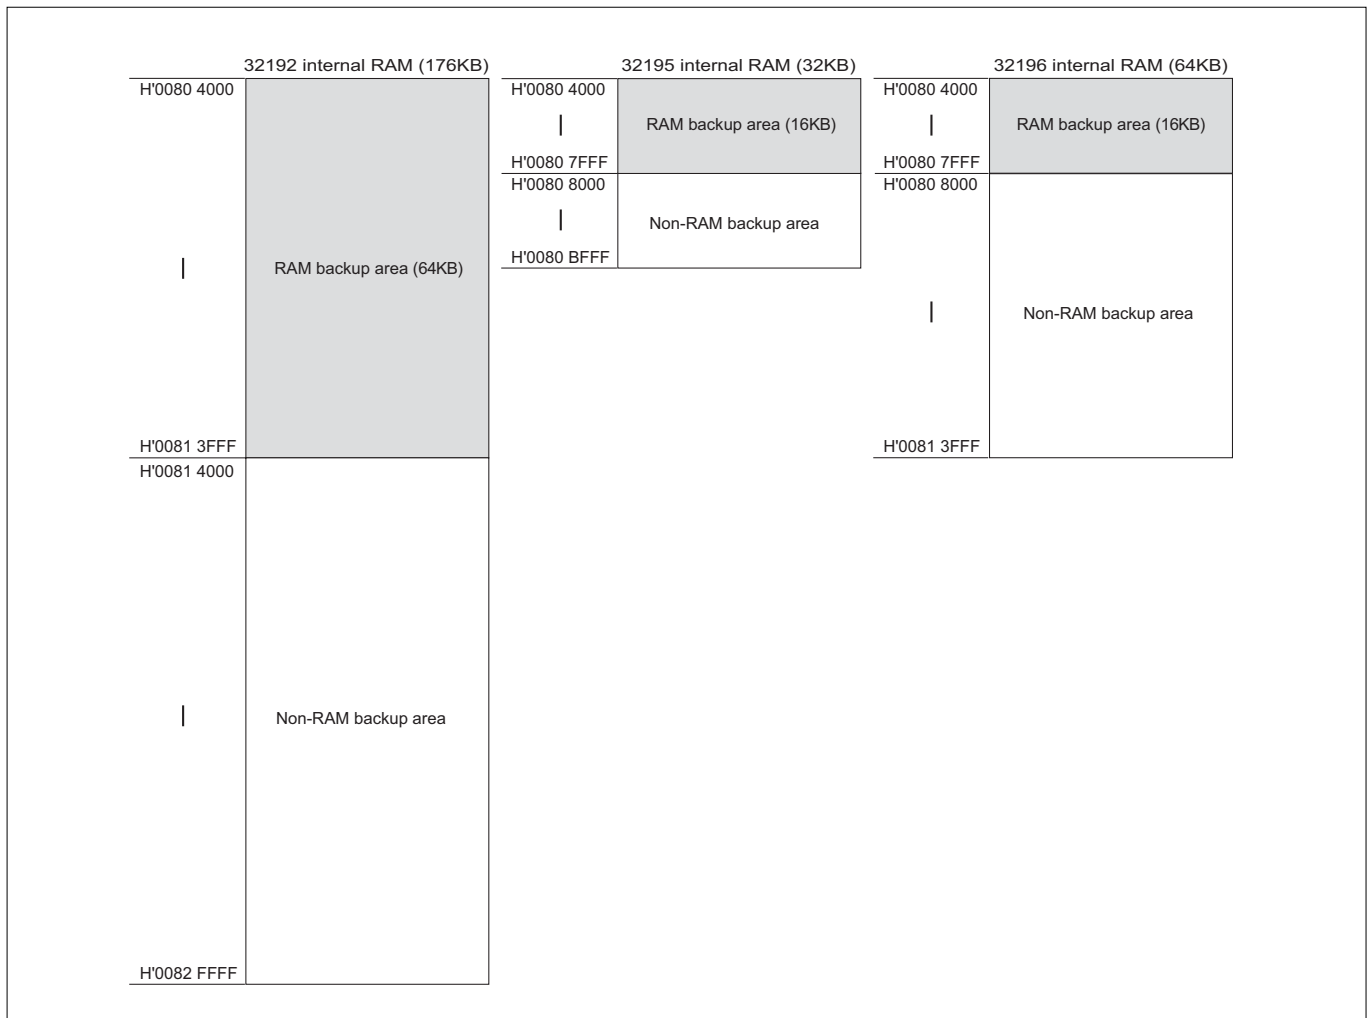 32192 internal RAM (176KB)
H'0080 4000
RAM backup area (64KB)
H'0081 3FFF
H'0081 4000
Non-RAM backup area
H'0082 FFFF
32195 internal RAM (32KB)
H'0080 4000
RAM backup area (16KB)
H'0080 7FFF
H'0080 8000
Non-RAM backup area
H'0080 BFFF
32196 internal RAM (64KB)
H'0080 4000
RAM backup area (16KB)
H'0080 7FFF
H'0080 8000
Non-RAM backup area
H'0081 3FFF